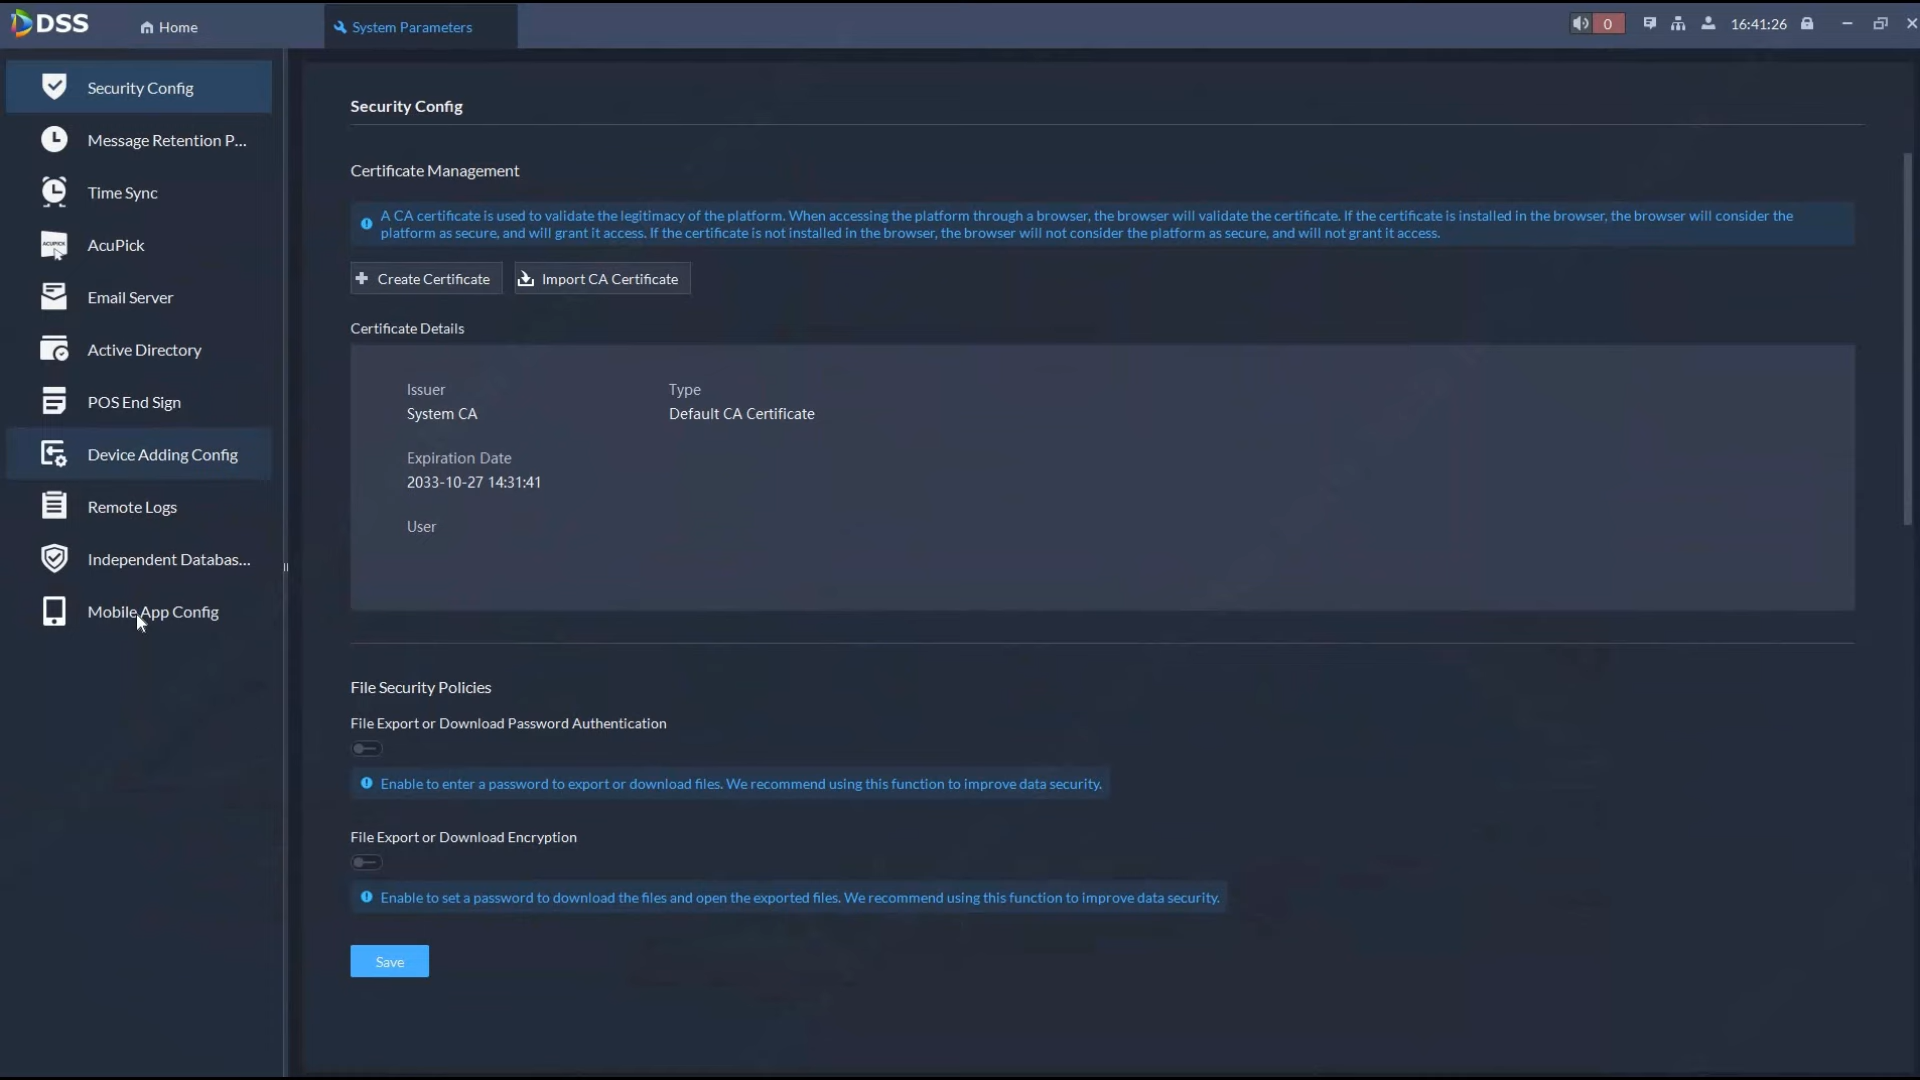 DSS
Home
System Parameters
0
16:41:26
Security Config
Message Retention P...
Time Sync
ACUPICK
AcuPick
Email Server
Active Directory
POS End Sign
Device Adding Config
Remote Logs
Independent Databas...
Mobile App Config
Security Config
Certificate Management
A CA certificate is used to validate the legitimacy of the platform. When accessing the platform through a browser, the browser will validate the certificate. If the certificate is installed in the browser, the browser will consider the
platform as secure, and will grant it access. If the certificate is not installed in the browser, the browser will not consider the platform as secure, and will not grant it access.
Create Certificate
Import CA Certificate
Certificate Details
Issuer
Type
System CA
Default CA Certificate
Expiration Date
2033-10-27 14:31:41
User
File Security Policies
File Export or Download Password Authentication
Enable to enter a password to export or download files. We recommend using this function to improve data security.
File Export or Download Encryption
Enable to set a password to download the files and open the exported files. We recommend using this function to improve data security.
Save